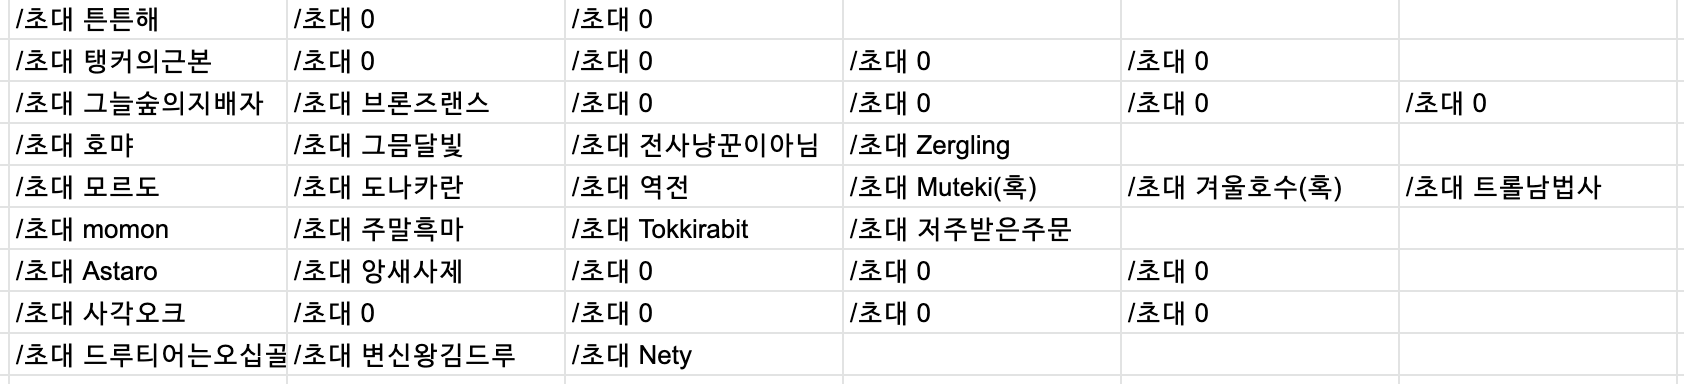 /초대 튼튼해 /초대 0 /초대 0
/초대 탱커의근본 /초대 0 /초대 0 /초대 0 /초대 0
/초대 그늘숲의지배자 /초대 브론즈랜스 /초대 0 /초대 0 /초대 0 /초대 0
/초대 호먀 /초대 그믐달빛 /초대 전사냥꾼이아님 /초대 Zergling
/초대 모르도 /초대 도나카란 /초대 역전 /초대 Muteki(혹) /초대 겨울호수(혹) /초대 트롤남법사
/초대 momon /초대 주말흑마 /초대 Tokkirabit /초대 저주받은주문
/초대 Astaro /초대 앙새사제 /초대 0 /초대 0 /초대 0
/초대 사각오크 /초대 0 /초대 0 /초대 0 /초대 0
/초대 드루티어는오십골 /초대 변신왕김드루 /초대 Nety